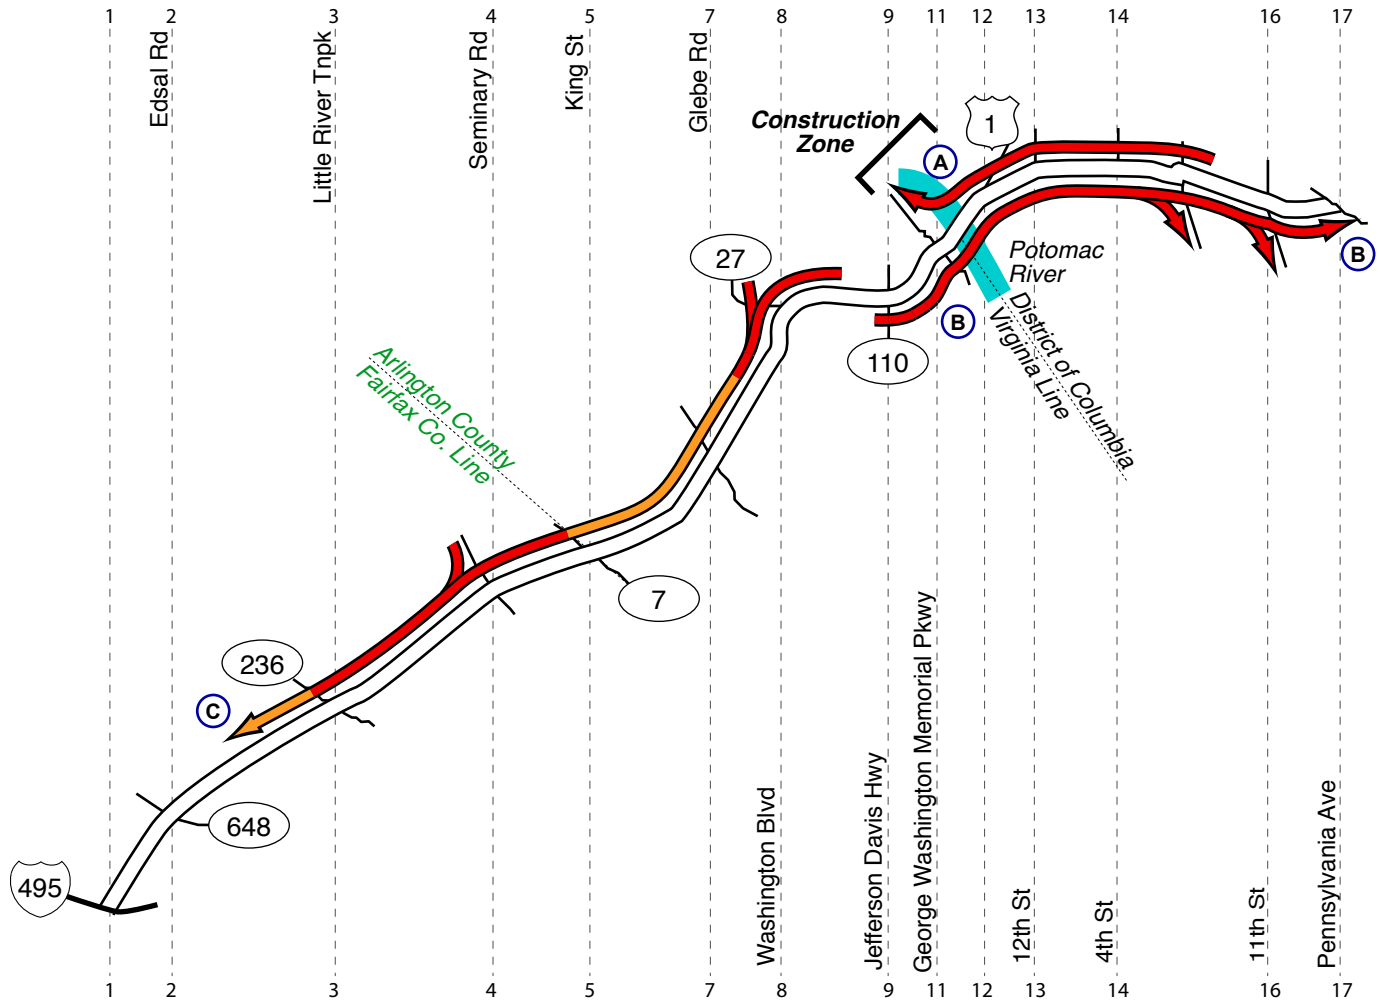 1 2 3 4 5 7 8 9 11 12 13 14 16 17
Edsal Rd
Little River Tnpk
Seminary Rd
King St
Glebe Rd
Construction
Zone
A
1
27
Potomac
River
B
B
District of Columbia
Virginia Line
110
Arlington County
Fairfax Co. Line
7
236
C
648
495
Washington Blvd
Jefferson Davis Hwy
George Washington Memorial Pkwy
12th St
4th St
11th St
Pennsylvania Ave
1 2 3 4 5 7 8 9 11 12 13 14 16 17